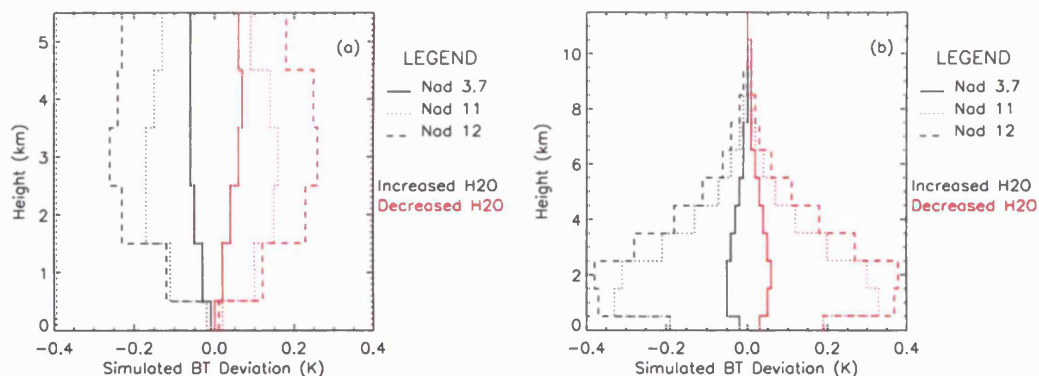 (a)
LEGEND
Nad 3.7
Nad 11
Nad 12
Increased H2O
Decreased H2O
Height (km)
5
4
3
2
1
0
-0.4 -0.2 0.0 0.2 0.4
Simulated BT Deviation (K)
(b)
LEGEND
Nad 3.7
Nad 11
Nad 12
Increased H2O
Decreased H2O
Height (km)
10
8
6
4
2
0
-0.4 -0.2 0.0 0.2 0.4
Simulated BT Deviation (K)